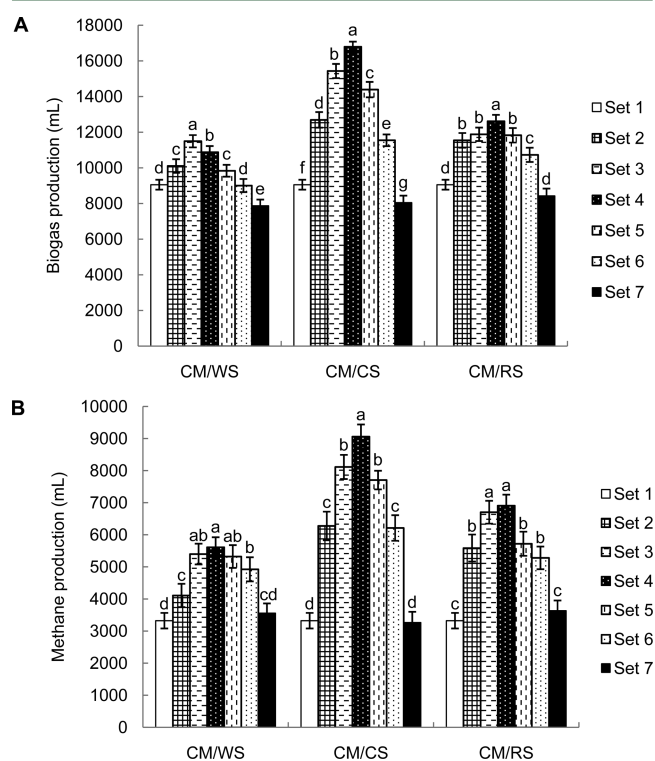 A
Biogas production (mL)
18000
16000
14000
12000
10000
8000
6000
4000
2000
0
d c a b c d e
f d b a c e g
d b b a b c d
CM/WS CM/CS CM/RS
Set 1
Set 2
Set 3
Set 4
Set 5
Set 6
Set 7
B
Methane production (mL)
10000
9000
8000
7000
6000
5000
4000
3000
2000
1000
0
d c ab a ab b cd
d c b a b c d
c b a a b b c
CM/WS CM/CS CM/RS
Set 1
Set 2
Set 3
Set 4
Set 5
Set 6
Set 7